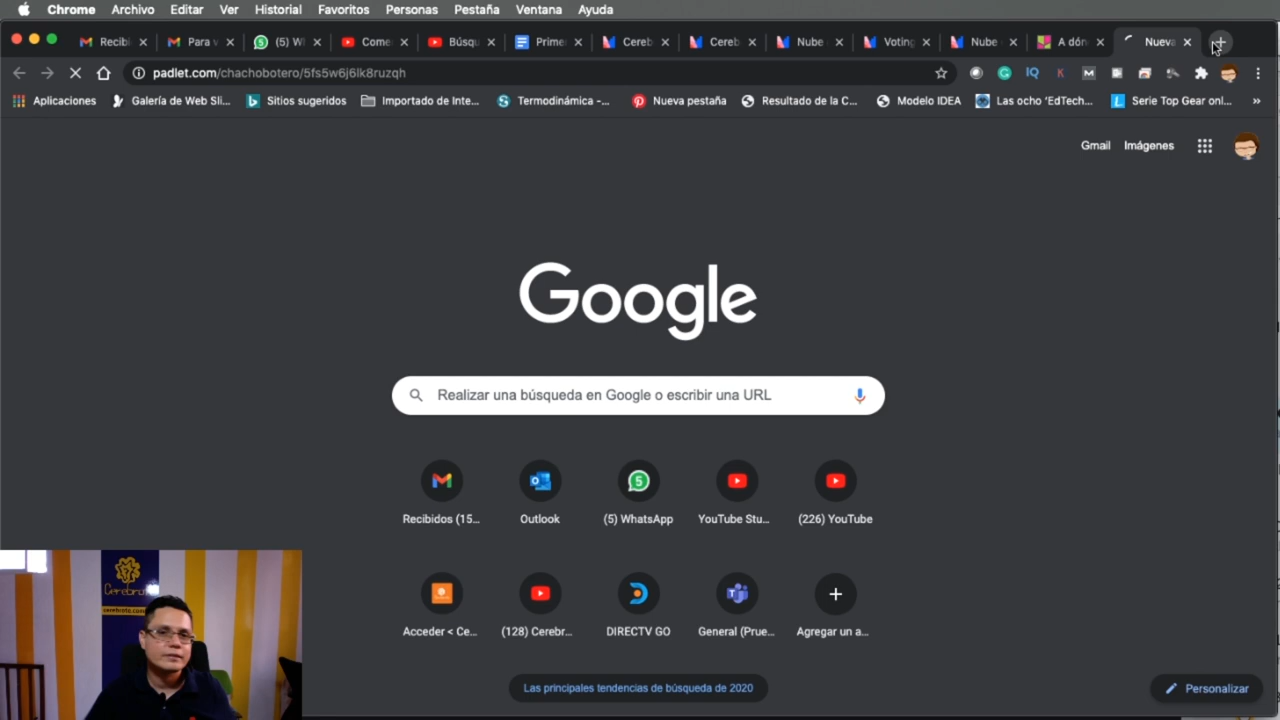 Chrome Archivo Editar Ver Historial Favoritos Personas Pestaña Ventana Ayuda
Recibi Para v (5) W Come Búsqu Prime Cereb Cereb Nube Voting Nube A dón Nueva
padlet.com/chachobotero/5fs5w6j6lk8ruzqh
Aplicaciones Galería de Web Sli... Sitios sugeridos Importado de Inte... Termodinámica -... Nueva pestaña Resultado de la C... Modelo IDEA Las ocho ‘EdTech... Serie Top Gear onl... »
Gmail Imágenes
Google
Realizar una búsqueda en Google o escribir una URL
Recibidos (15... Outlook (5) WhatsApp YouTube Stu... (226) YouTube
Acceder < Ce... (128) Cerebr... DIRECTV GO General (Prue... Agregar un a...
Las principales tendencias de búsqueda de 2020
Personalizar
cerebroto.com